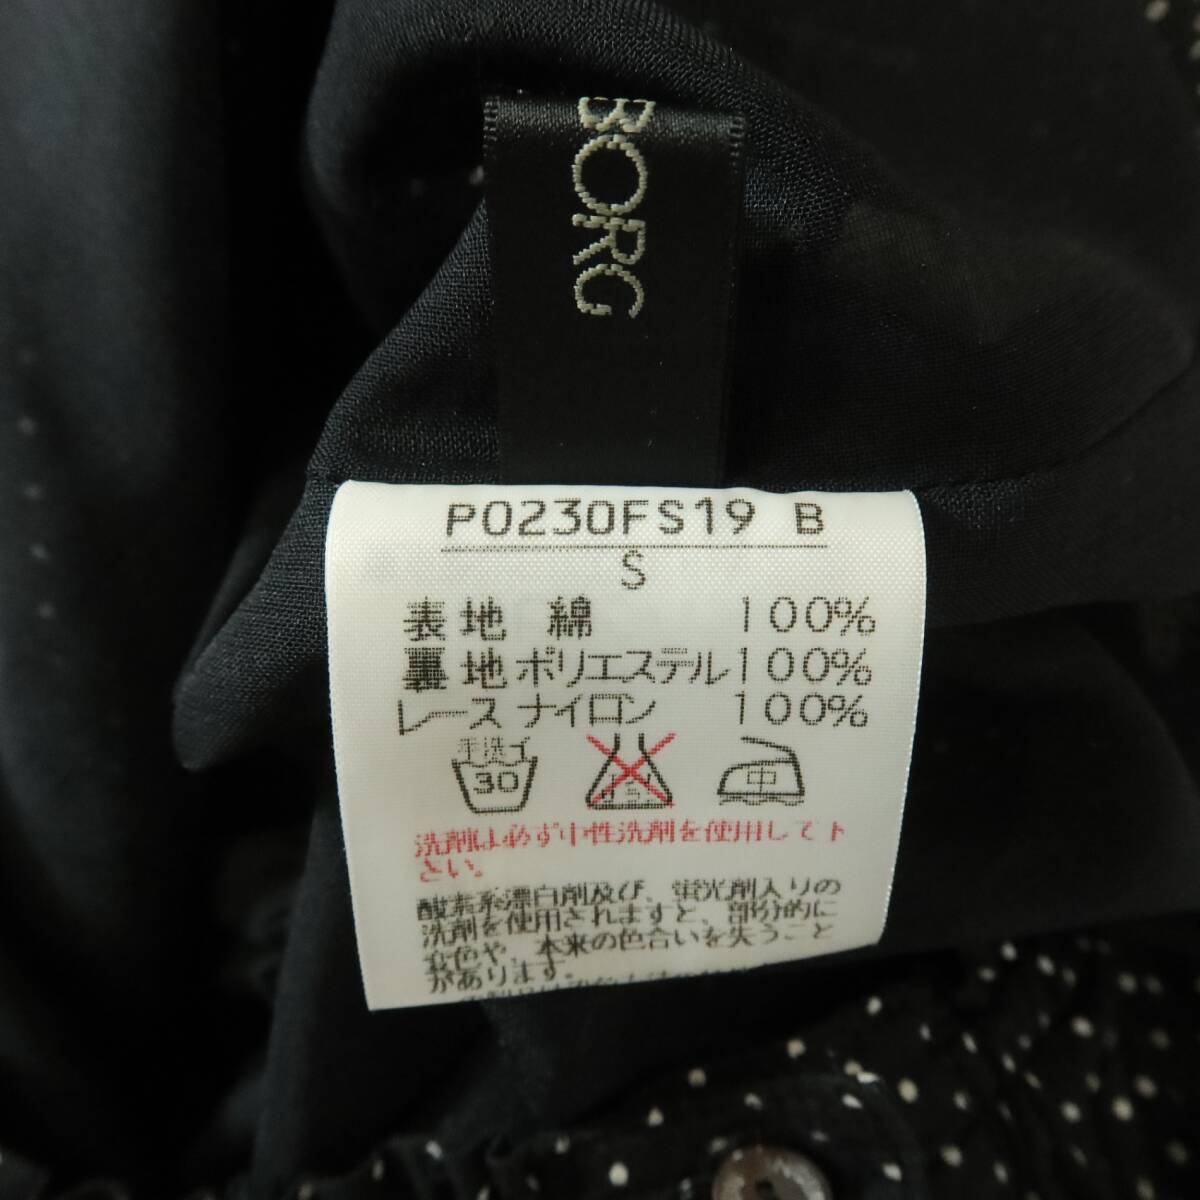 BORG
P0230FS19 B
S
表地 綿 100%
裏地 ポリエステル 100%
レース ナイロン 100%
手洗イ
30
中
洗剤は必ず中性洗剤を使用して下
さい。
酸素系漂白剤及び、蛍光剤入りの
洗剤を使用されますと、部分的に
変色や、本来の色合いを失うこと
があります。